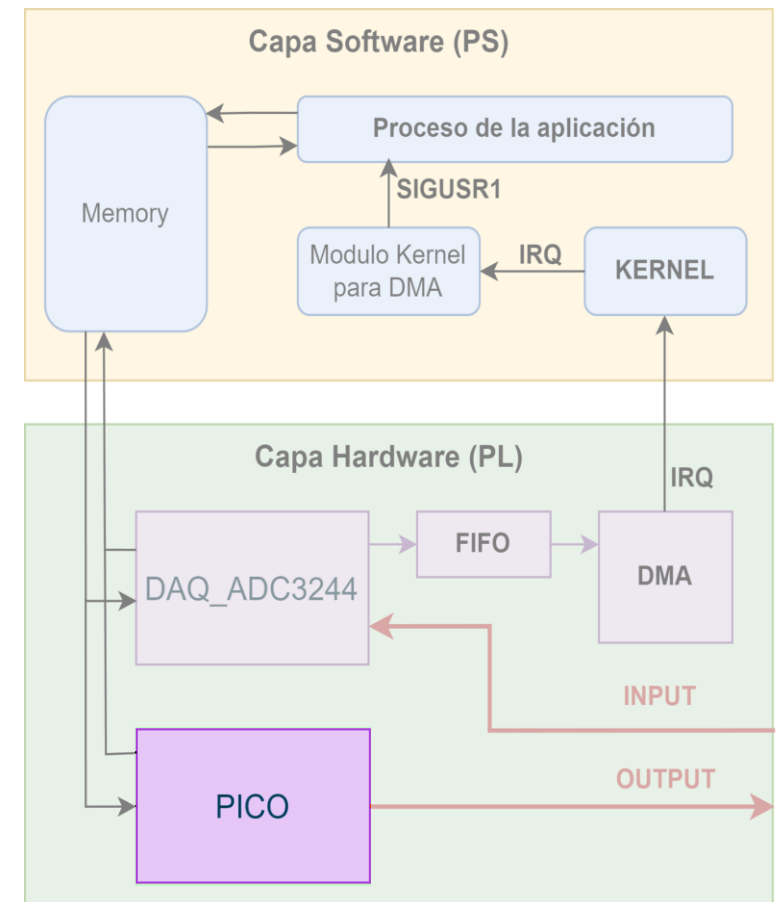 Capa Software (PS)
Memory
Proceso de la aplicación
SIGUSR1
Modulo Kernel
para DMA
IRQ
KERNEL
Capa Hardware (PL)
IRQ
DAQ_ADC3244
FIFO
DMA
INPUT
PICO
OUTPUT